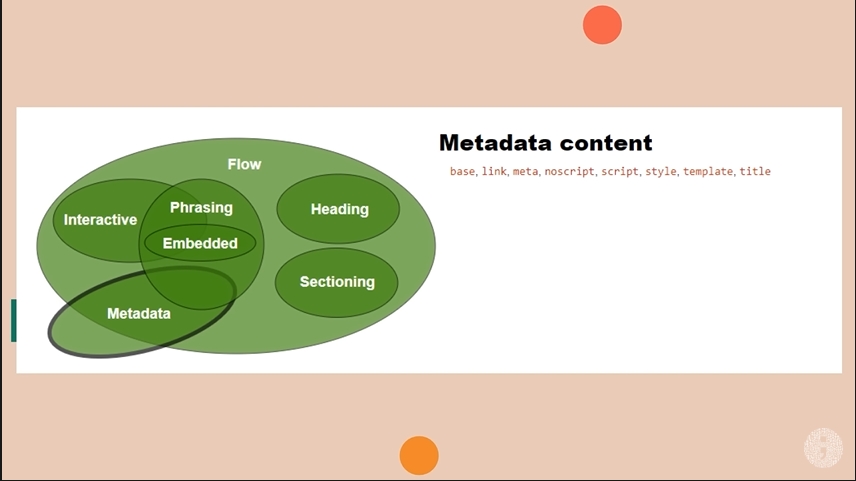 Metadata content
base, link, meta, noscript, script, style, template, title
Flow
Phrasing
Interactive
Embedded
Heading
Sectioning
Metadata